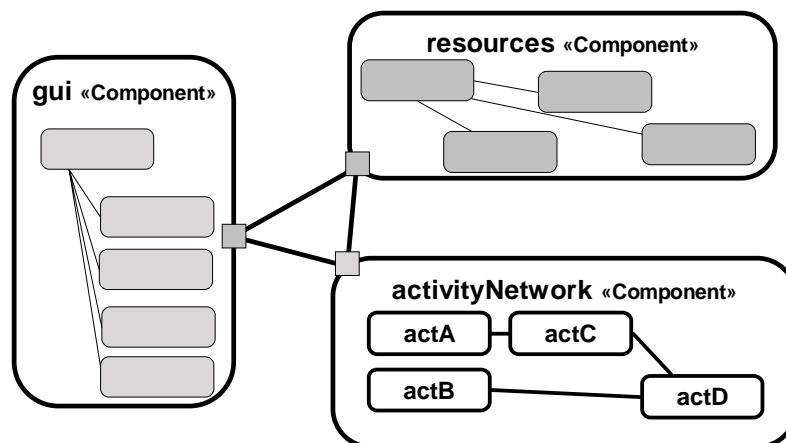 resources «Component»
gui «Component»
activityNetwork «Component»
actA
actC
actB
actD